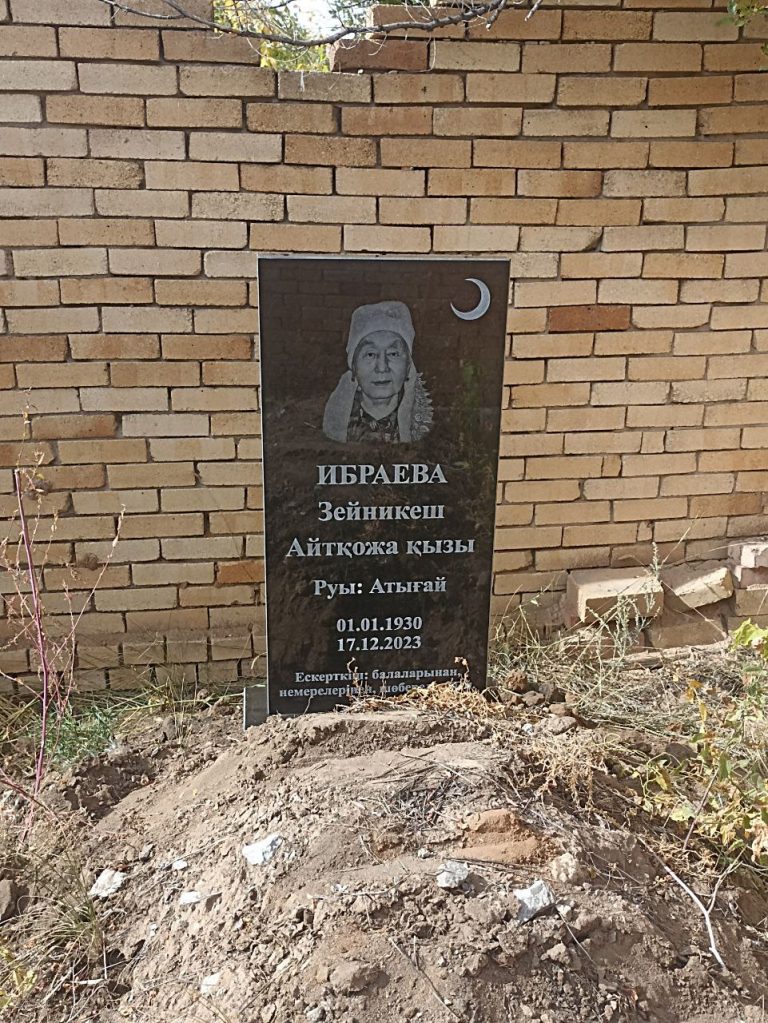 ИБРАЕВА
Зейникеш
Айтқожа қызы
Руы: Атығай
01.01.1930
17.12.2023
Ескерткіш: балаларынан,
немерелерінен,